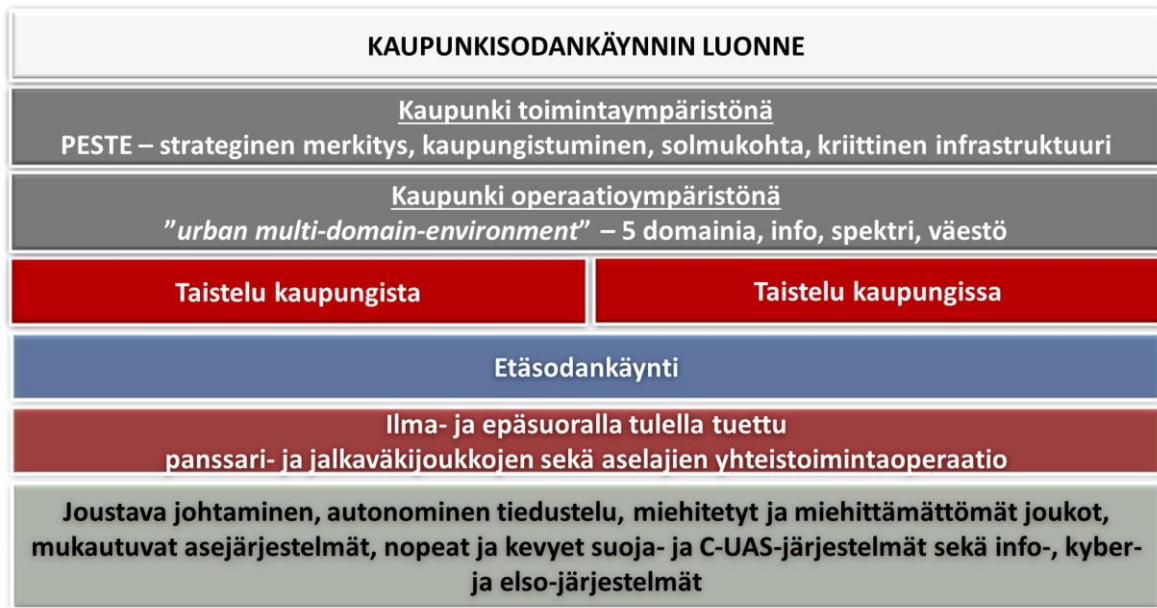 KAUPUNKISODANKÄYNNIN LUONNE
Kaupunki toimintaympäristönä
PESTE – strateginen merkitys, kaupungistuminen, solmukohta, kriittinen infrastruktuuri
Kaupunki operaatioympäristönä
”urban multi-domain-environment” – 5 domainia, info, spektri, väestö
Taistelu kaupungista
Taistelu kaupungissa
Etäsodankäynti
Ilma- ja epäsuoralla tulella tuettu
panssari- ja jalkaväkijoukkojen sekä aselajien yhteistoimintaoperaatio
Joustava johtaminen, autonominen tiedustelu, miehitetyt ja miehittämättömät joukot,
mukautuvat asejärjestelmät, nopeat ja kevyet suoja- ja C-UAS-järjestelmät sekä info-, kyber-
ja elso-järjestelmät